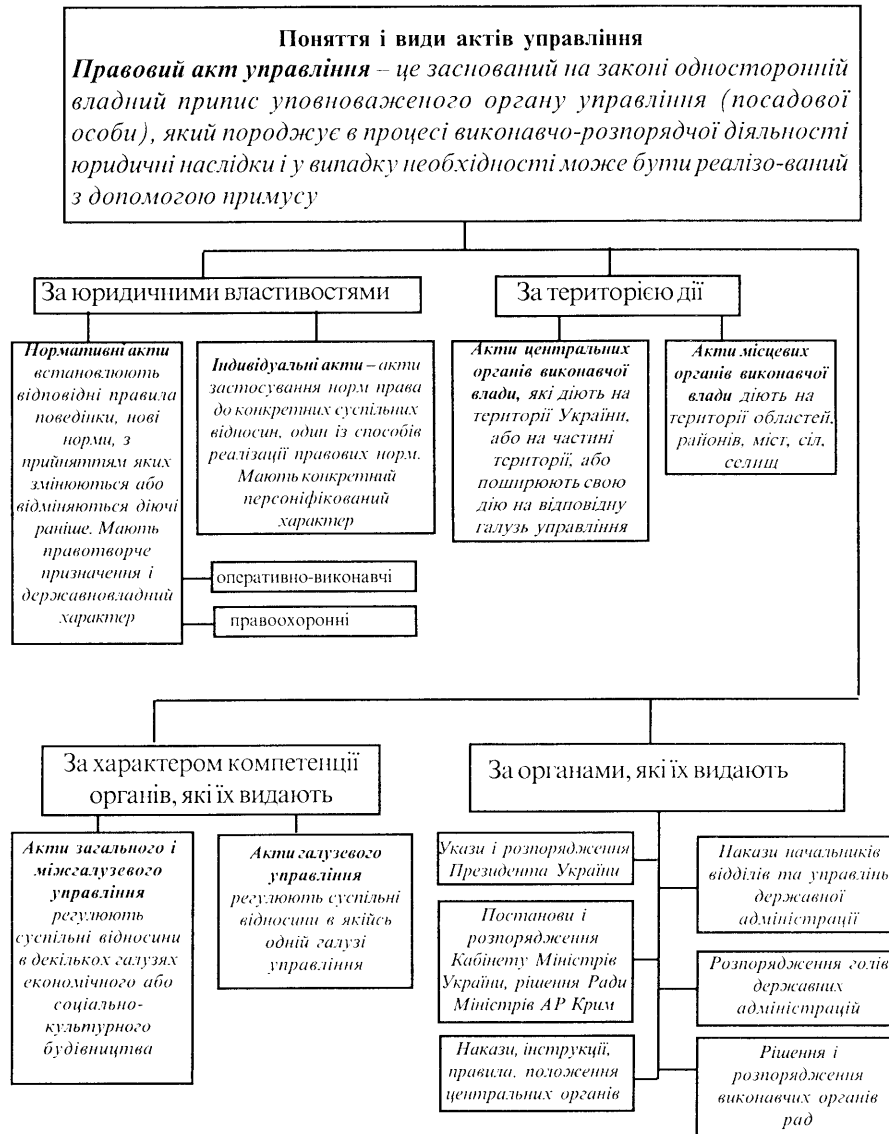 Поняття і види актів управління
Правовий акт управління – це заснований на законі односторонній
владний припис уповноваженого органу управління (посадової
особи), який породжує в процесі виконавчо-розпорядчої діяльності
юридичні наслідки і у випадку необхідності може бути реалізо-ваний
з допомогою примусу
За юридичними властивостями
За територією дії
Нормативні акти
встановлюють
відповідні правила
поведінки, нові
норми, з
прийняттям яких
змінюються або
відміняються діючі
раніше. Мають
правотворче
призначення і
державновладний
характер
Індивідуальні акти – акти
застосування норм права
до конкретних суспільних
відносин, один із способів
реалізації правових норм.
Мають конкретний
персоніфікований
характер
оперативно-виконавчі
правоохоронні
Акти центральних
органів виконавчої
влади, які діють на
території України,
або на частині
території, або
поширюють свою
дію на відповідну
галузь управління
Акти місцевих
органів виконавчої
влади діють на
території областей,
районів, міст, сіл,
селищ
За характером компетенції
органів, які їх видають
За органами, які їх видають
Акти загального і
міжгалузевого
управління
регулюють
суспільні відносини
в декількох галузях
економічного або
соціально-
культурного
будівництва
Акти галузевого
управління
регулюють суспільні
відносини в якійсь
одній галузі
управління
Укази і розпорядження
Президента України
Постанови і
розпорядження
Кабінету Міністрів
України, рішення Ради
Міністрів АР Крим
Накази, інструкції,
правила, положення
центральних органів
Накази начальників
відділів та управлінь
державної
адміністрації
Розпорядження голів
державних
адміністрацій
Рішення і
розпорядження
виконавчих органів
рад